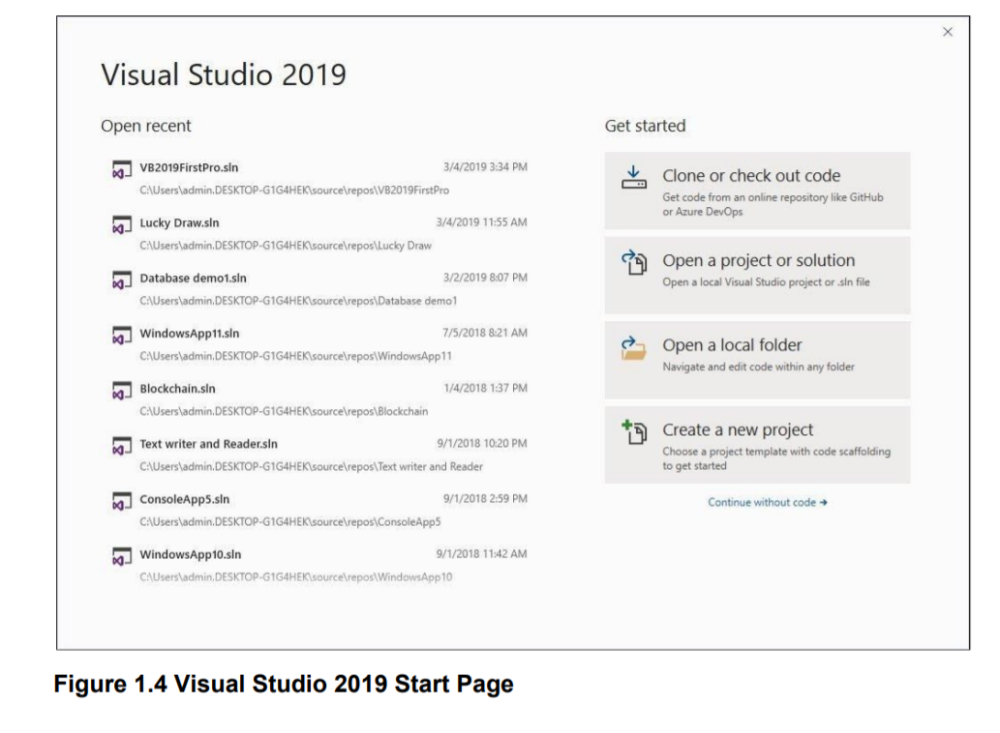 Visual Studio 2019
Open recent
VB2019FirstPro.sln 3/4/2019 3:34 PM
C:\Users\admin.DESKTOP-G1G4HEK\source\repos\VB2019FirstPro
Lucky Draw.sln 3/4/2019 11:55 AM
C:\Users\admin.DESKTOP-G1G4HEK\source\repos\Lucky Draw
Database demo1.sln 3/2/2019 8:07 PM
C:\Users\admin.DESKTOP-G1G4HEK\source\repos\Database demo1
WindowsApp11.sln 7/5/2018 8:21 AM
C:\Users\admin.DESKTOP-G1G4HEK\source\repos\WindowsApp11
Blockchain.sln 1/4/2018 1:37 PM
C:\Users\admin.DESKTOP-G1G4HEK\source\repos\Blockchain
Text writer and Reader.sln 9/1/2018 10:20 PM
C:\Users\admin.DESKTOP-G1G4HEK\source\repos\Text writer and Reader
ConsoleApp5.sln 9/1/2018 2:59 PM
C:\Users\admin.DESKTOP-G1G4HEK\source\repos\ConsoleApp5
WindowsApp10.sln 9/1/2018 11:42 AM
C:\Users\admin.DESKTOP-G1G4HEK\source\repos\WindowsApp10
Get started
Clone or check out code
Get code from an online repository like GitHub
or Azure DevOps
Open a project or solution
Open a local Visual Studio project or .sln file
Open a local folder
Navigate and edit code within any folder
Create a new project
Choose a project template with code scaffolding
to get started
Continue without code →
Figure 1.4 Visual Studio 2019 Start Page